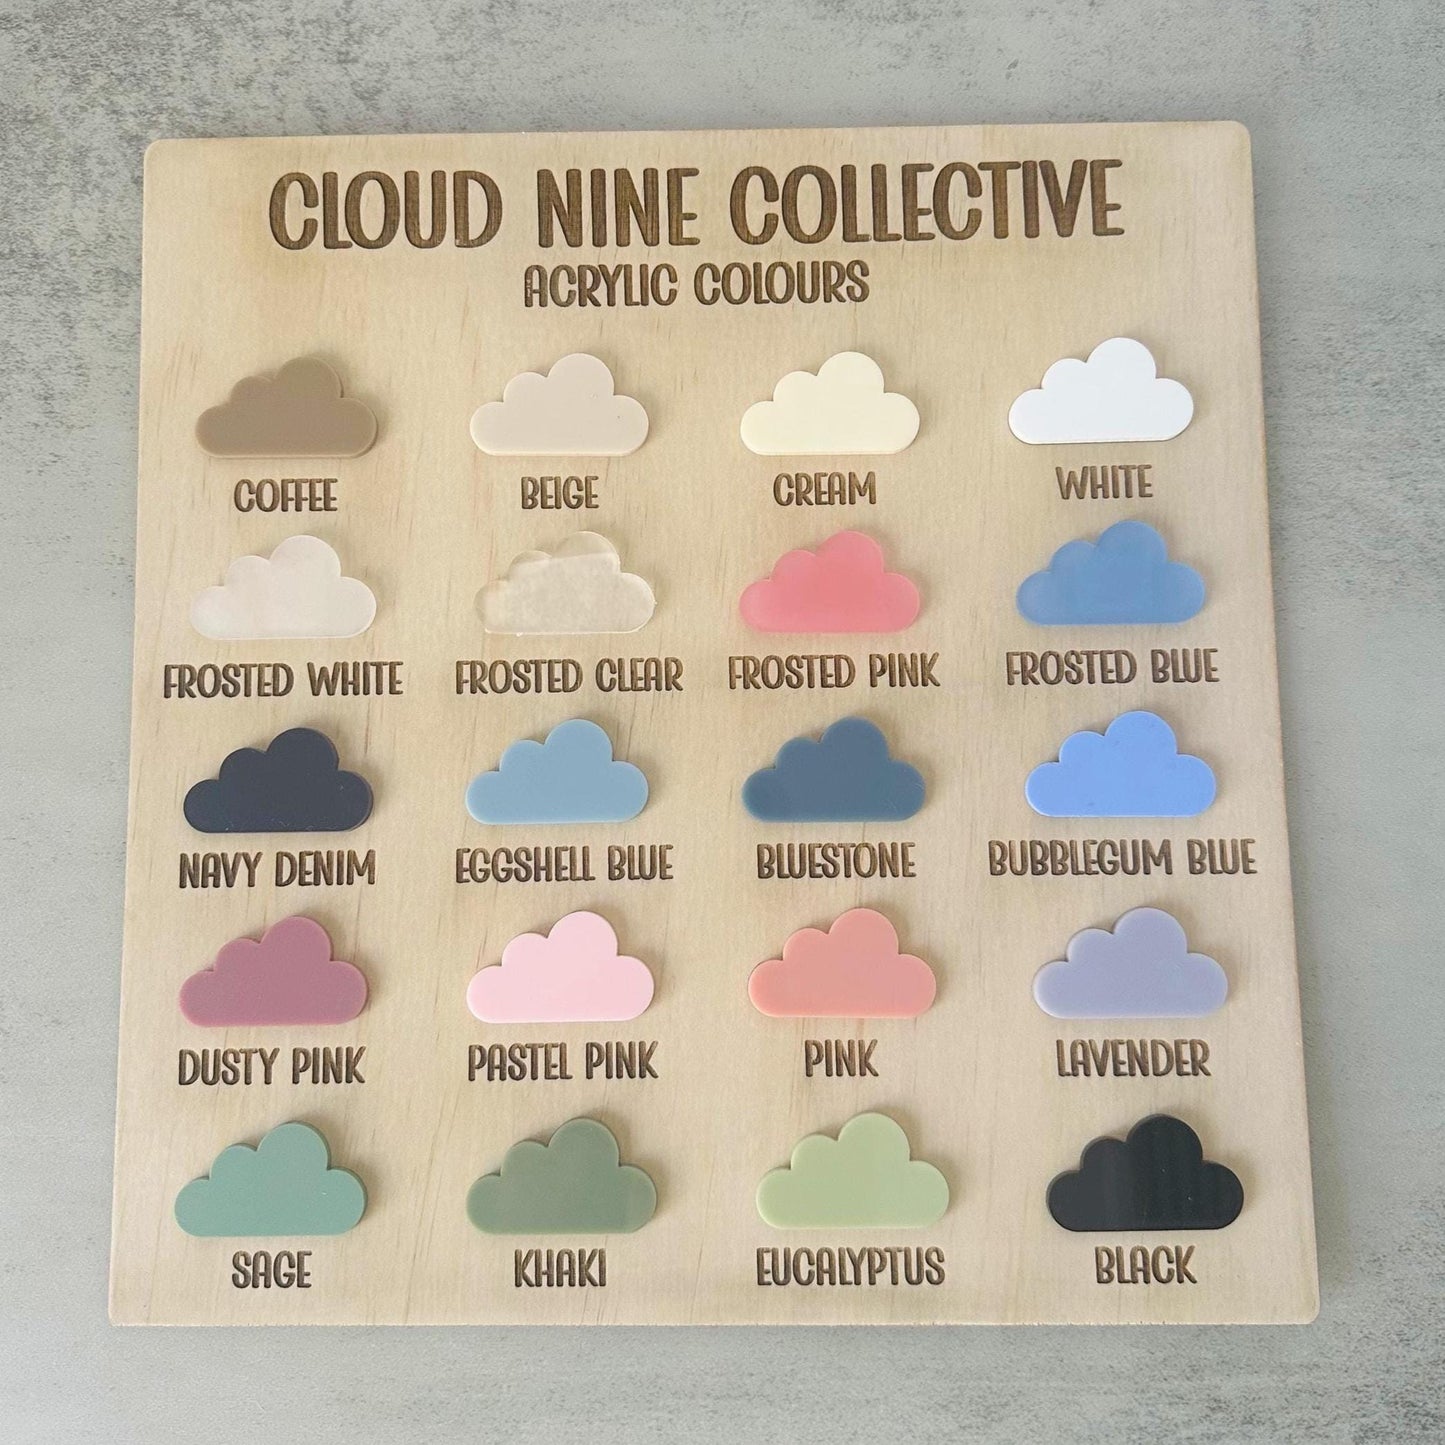 CLOUD NINE COLLECTIVE
ACRYLIC COLOURS
COFFEE BEIGE CREAM WHITE
FROSTED WHITE FROSTED CLEAR FROSTED PINK FROSTED BLUE
NAVY DENIM EGGSHELL BLUE BLUESTONE BUBBLEGUM BLUE
DUSTY PINK PASTEL PINK PINK LAVENDER
SAGE KHAKI EUCALYPTUS BLACK